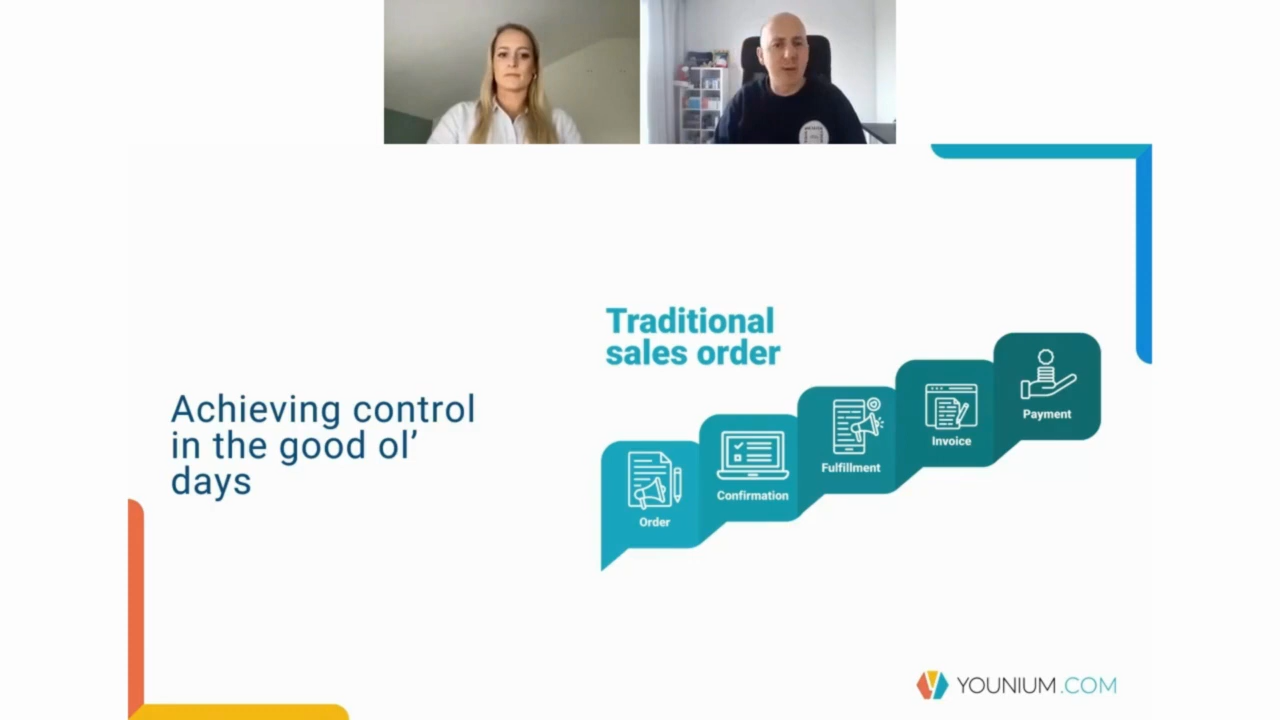 Traditional
sales order
Achieving control
in the good ol'
days
Order
Confirmation
Fulfillment
Invoice
Payment
YOUNIUM.COM